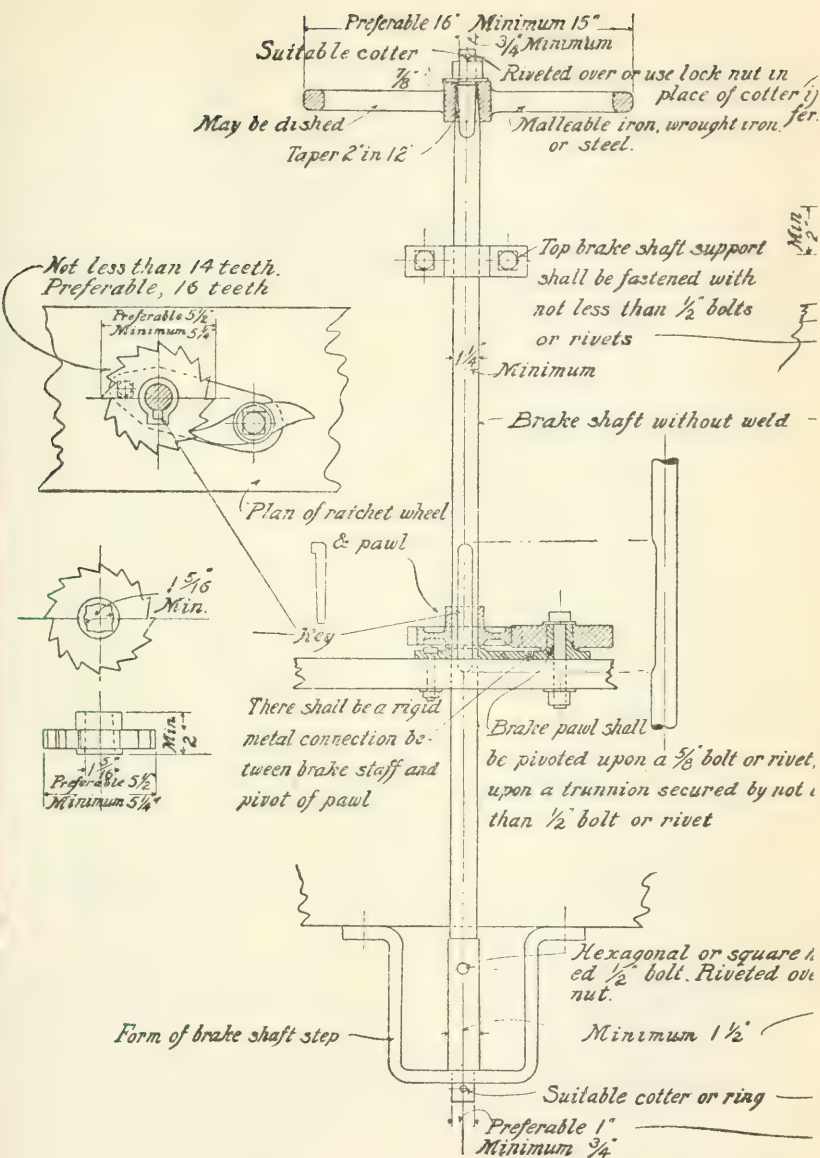 Preferable 16" Minimum 15"
3/4" Minimum
Suitable cotter
7/8"
Riveted over or use lock nut in
place of cotter if
fer.
May be dished
Malleable iron, wrought iron,
or steel.
Taper 2" in 12"
Min
2"
Top brake shaft support
shall be fastened with
not less than 1/2" bolts
or rivets
Not less than 14 teeth.
Preferable, 16 teeth
Preferable 5 1/2"
Minimum 5 1/4"
1 1/4"
Minimum
Brake shaft without weld
Plan of ratchet wheel
& pawl
1 5/16"
Min.
Key
There shall be a rigid
metal connection be-
tween brake staff and
pivot of pawl
Brake pawl shall
be pivoted upon a 5/8" bolt or rivet,
upon a trunnion secured by not
than 1/2" bolt or rivet
Min
2"
1 5/16"
Preferable 5 1/2"
Minimum 5 1/4"
Hexagonal or square
ed 1/2" bolt. Riveted ove
nut.
Form of brake shaft step
Minimum 1 1/2"
Suitable cotter or ring
Preferable 1"
Minimum 3/4"